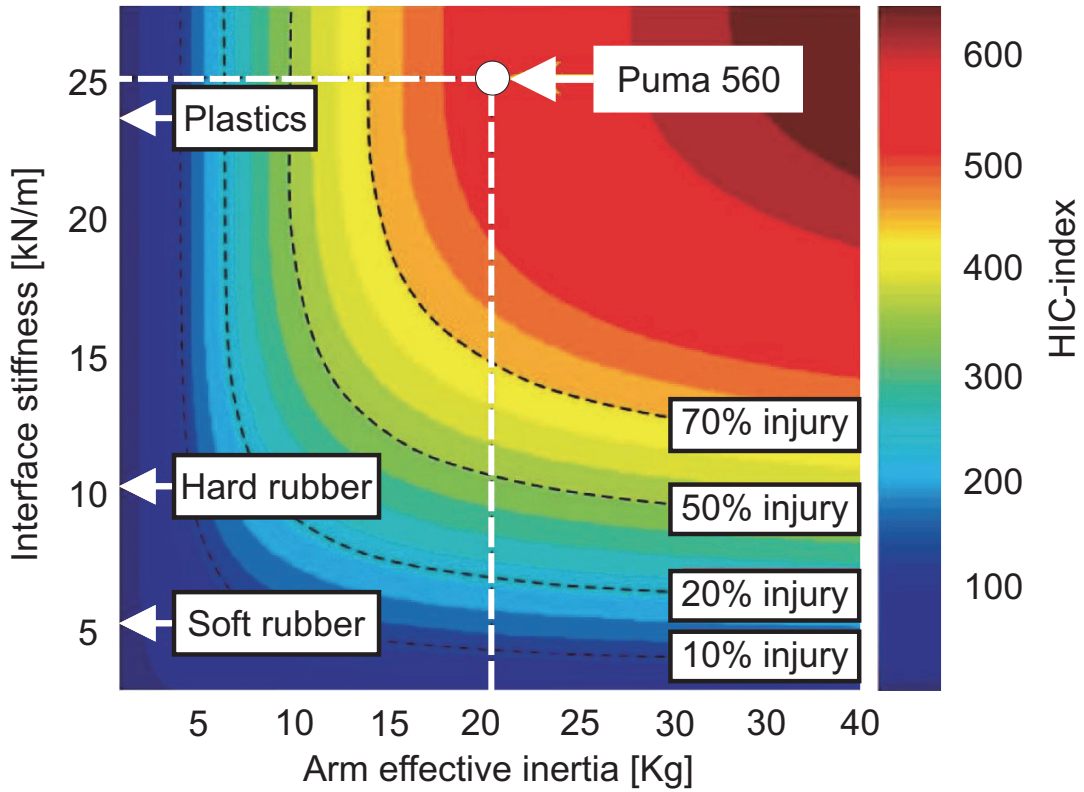 Interface stiffness [kN/m]
25
20
15
10
5
Puma 560
Plastics
Hard rubber
Soft rubber
70% injury
50% injury
20% injury
10% injury
5 10 15 20 25 30 30 40
Arm effective inertia [Kg]
600
500
400
300
200
100
HIC-index